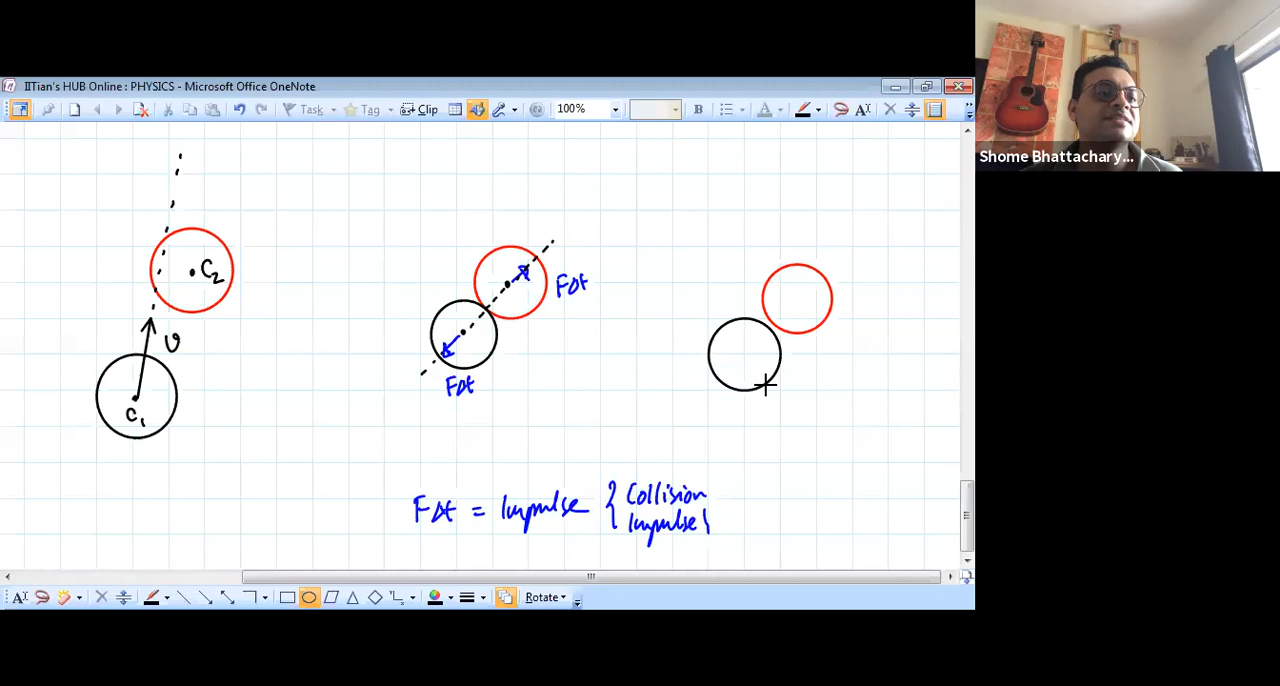 IITian's HUB Online : PHYSICS - Microsoft Office OneNote
Task Tag Clip 100% B A
Shome Bhattachary...
C2
v
C1
FΔt
FΔt
FΔt = Impulse { Collision
Impulse }
Rotate